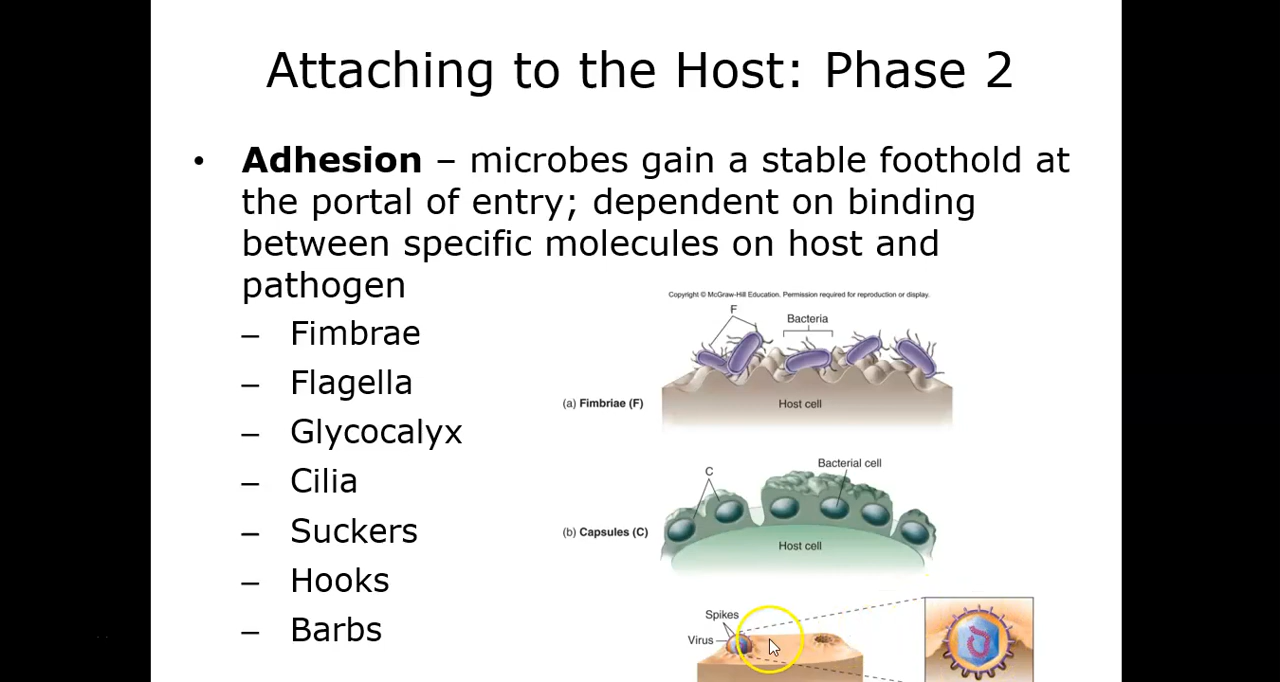 Attaching to the Host: Phase 2
• Adhesion – microbes gain a stable foothold at
the portal of entry; dependent on binding
between specific molecules on host and
pathogen
– Fimbrae
– Flagella
– Glycocalyx
– Cilia
– Suckers
– Hooks
– Barbs
Copyright © McGraw-Hill Education. Permission required for reproduction or display.
F
Bacteria
Host cell
(a) Fimbriae (F)
C
Bacterial cell
Host cell
(b) Capsules (C)
Spikes
Virus